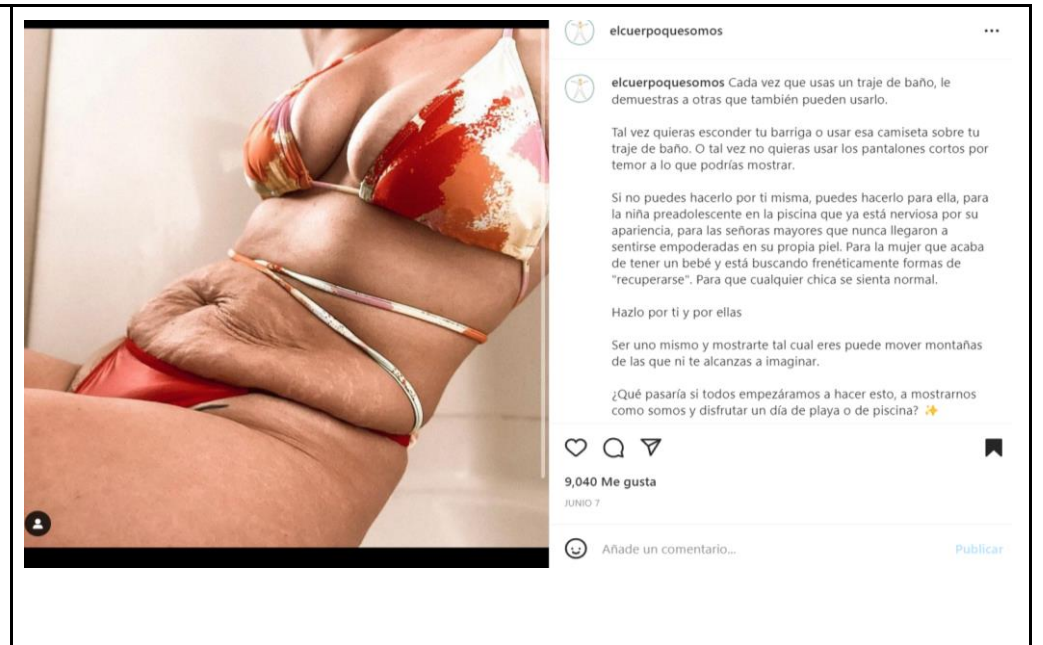 elcuerpoquesomos
elcuerpoquesomos Cada vez que usas un traje de baño, le
demuestras a otras que también pueden usarlo.
Tal vez quieras esconder tu barriga o usar esa camiseta sobre tu
traje de baño. O tal vez no quieras usar los pantalones cortos por
temor a lo que podrías mostrar.
Si no puedes hacerlo por ti misma, puedes hacerlo para ella, para
la niña preadolescente en la piscina que ya está nerviosa por su
apariencia, para las señoras mayores que nunca llegaron a
sentirse empoderadas en su propia piel. Para la mujer que acaba
de tener un bebé y está buscando frenéticamente formas de
"recuperarse". Para que cualquier chica se sienta normal.
Hazlo por ti y por ellas
Ser uno mismo y mostrarte tal cual eres puede mover montañas
de las que ni te alcanzas a imaginar.
¿Qué pasaría si todos empezáramos a hacer esto, a mostrarnos
como somos y disfrutar un día de playa o de piscina? ✨
9,040 Me gusta
JUNIO 7
Añade un comentario... Publicar